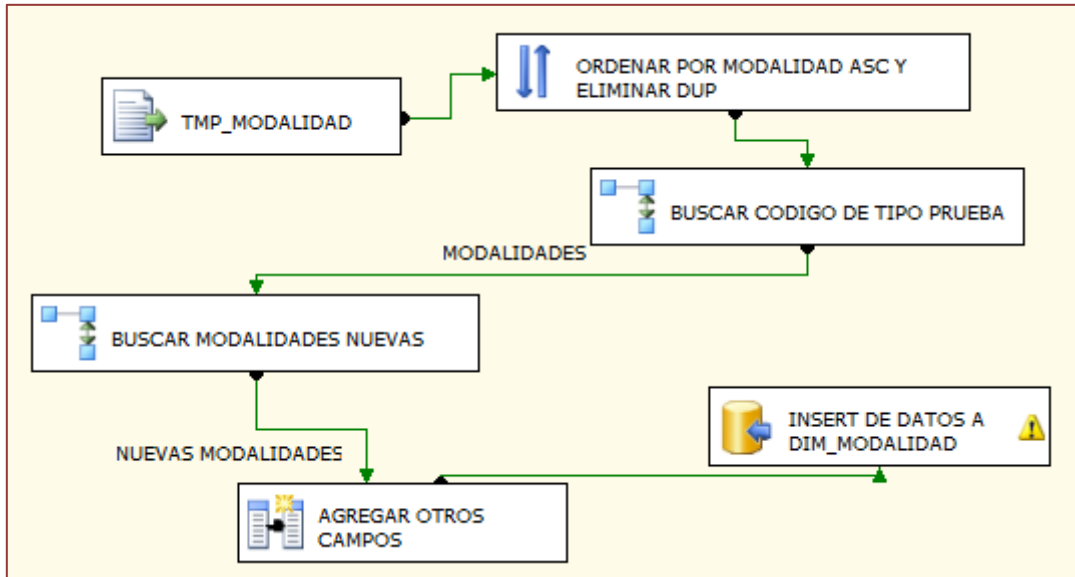 ORDENAR POR MODALIDAD ASC Y
ELIMINAR DUP
TMP_MODALIDAD
BUSCAR CODIGO DE TIPO PRUEBA
MODALIDADES
BUSCAR MODALIDADES NUEVAS
INSERT DE DATOS A
DIM_MODALIDAD
NUEVAS MODALIDADES
AGREGAR OTROS
CAMPOS